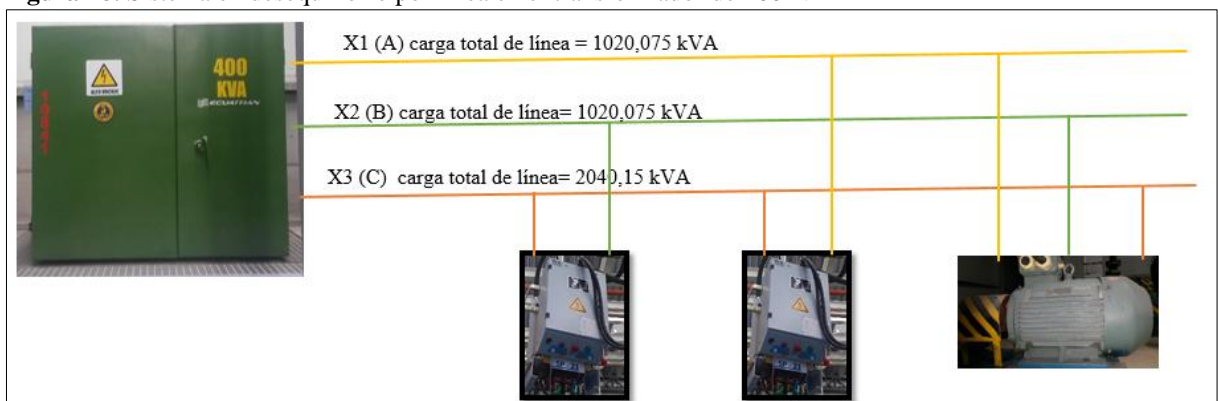 X1 (A) carga total de línea = 1020,075 kVA
400
KVA
ECUATRAN
X2 (B) carga total de línea= 1020,075 kVA
X3 (C) carga total de línea= 2040,15 kVA